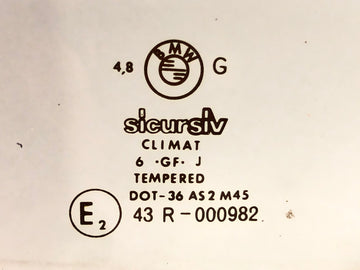 4,8 BMW G
sicursiv
CLIMAT
6 ·GF· J
TEMPERED
DOT-36 AS2 M45
E2 43 R-000982